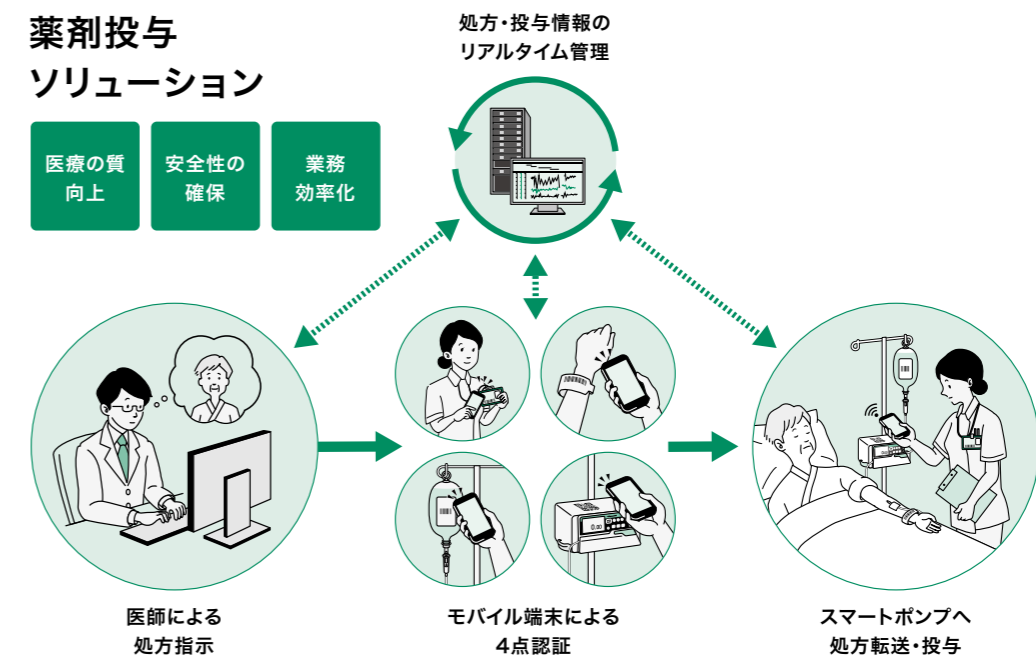 薬剤投与
ソリューション
処方・投与情報の
リアルタイム管理
医療の質
向上
安全性の
確保
業務
効率化
0.00
医師による
処方指示
モバイル端末による
4点認証
スマートポンプへ
処方転送・投与